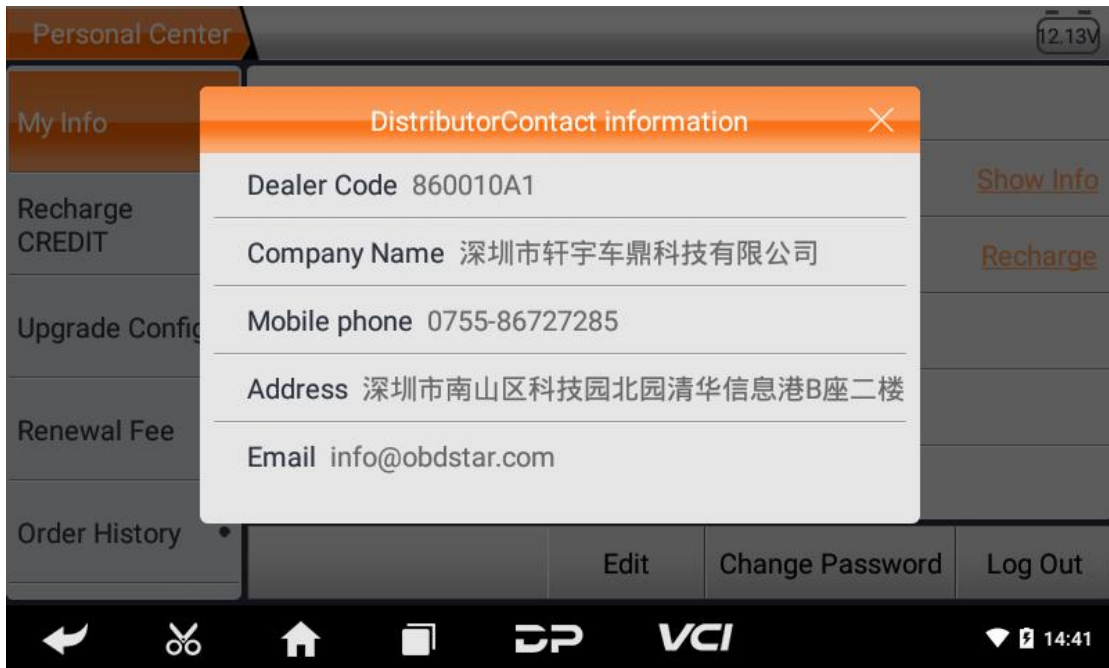 Personal Center
12.13V
My Info
Recharge
CREDIT
Upgrade Config
Renewal Fee
Order History
DistributorContact information
Dealer Code 860010A1
Company Name 深圳市轩宇车鼎科技有限公司
Mobile phone 0755-86727285
Address 深圳市南山区科技园北园清华信息港B座二楼
Email info@obdstar.com
Show Info
Recharge
Edit
Change Password
Log Out
DP
VCI
14:41